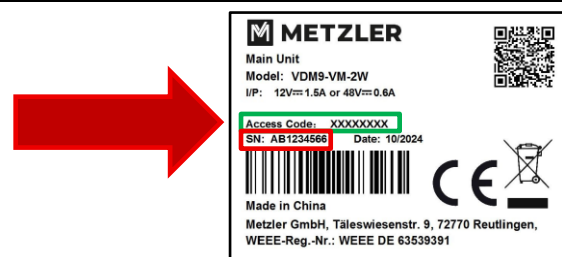 METZLER
Main Unit
Model: VDM9-VM-2W
I/P: 12V⎓1.5A or 48V⎓0.6A
Access Code: XXXXXXXX
SN: AB1234566 Date: 10/2024
Made in China
Metzler GmbH, Täleswiesenstr. 9, 72770 Reutlingen,
WEEE-Reg.-Nr.: WEEE DE 63539391